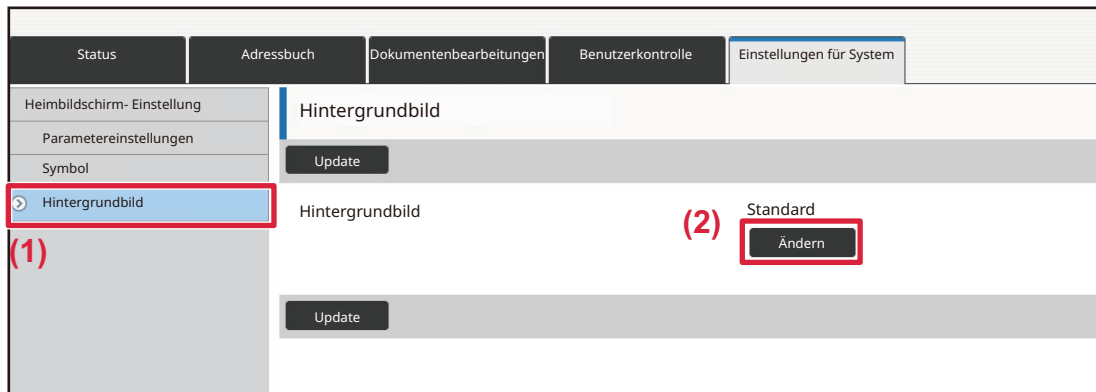 Status
Adressbuch
Dokumentenbearbeitungen
Benutzerkontrolle
Einstellungen für System
Heimbildschirm- Einstellung
Parametereinstellungen
Symbol
Hintergrundbild
(1)
Hintergrundbild
Update
Hintergrundbild
Standard
(2)
Ändern
Update